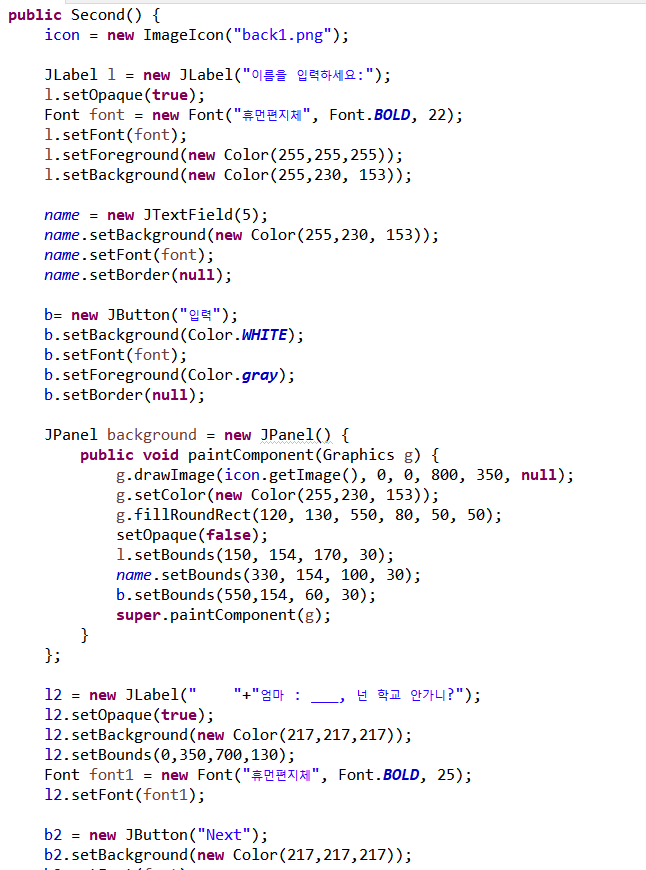 public Second() {
icon = new ImageIcon("back1.png");
JLabel l = new JLabel("이름을 입력하세요:");
l.setOpaque(true);
Font font = new Font("휴먼편지체", Font.BOLD, 22);
l.setFont(font);
l.setForeground(new Color(255,255,255));
l.setBackground(new Color(255,230, 153));
name = new JTextField(5);
name.setBackground(new Color(255,230, 153));
name.setFont(font);
name.setBorder(null);
b= new JButton("입력");
b.setBackground(Color.WHITE);
b.setFont(font);
b.setForeground(Color.gray);
b.setBorder(null);
JPanel background = new JPanel() {
public void paintComponent(Graphics g) {
g.drawImage(icon.getImage(), 0, 0, 800, 350, null);
g.setColor(new Color(255,230, 153));
g.fillRoundRect(120, 130, 550, 80, 50, 50);
setOpaque(false);
l.setBounds(150, 154, 170, 30);
name.setBounds(330, 154, 100, 30);
b.setBounds(550,154, 60, 30);
super.paintComponent(g);
}
};
l2 = new JLabel("    "+"엄마 : ___, 넌 학교 안가니?");
l2.setOpaque(true);
l2.setBackground(new Color(217,217,217));
l2.setBounds(0,350,700,130);
Font font1 = new Font("휴먼편지체", Font.BOLD, 25);
l2.setFont(font1);
b2 = new JButton("Next");
b2.setBackground(new Color(217,217,217));